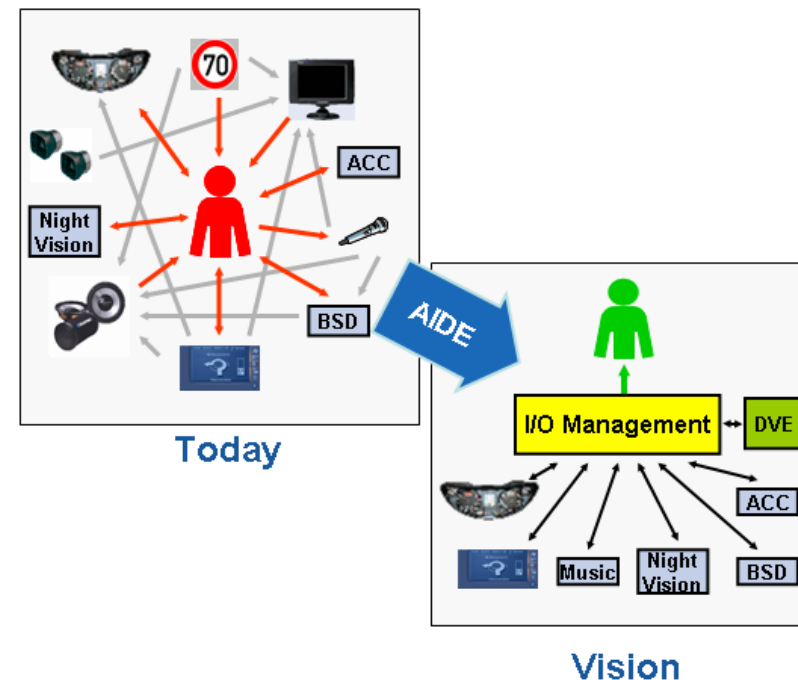 70
ACC
Night
Vision
BSD
Today
AIDE
I/O Management
DVE
ACC
Music
Night
Vision
BSD
Vision